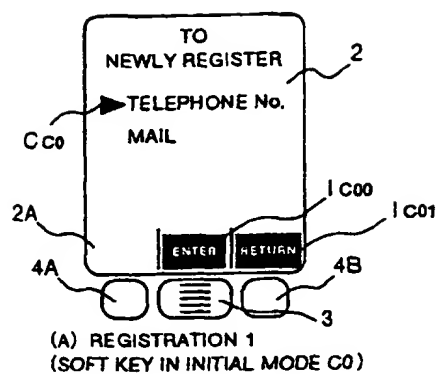 TO
NEWLY REGISTER
2
TELEPHONE No.
CC0
MAIL
IC00
2A
IC01
ENTER
RETURN
4A
4B
3
(A) REGISTRATION 1
(SOFT KEY IN INITIAL MODE C0)